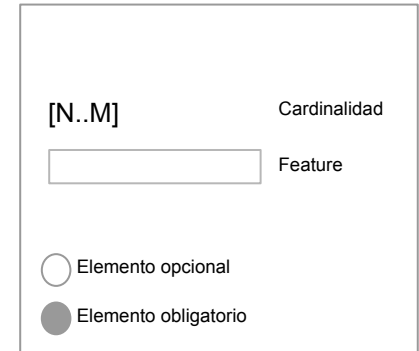 [N..M] Cardinalidad
Feature
Elemento opcional
Elemento obligatorio